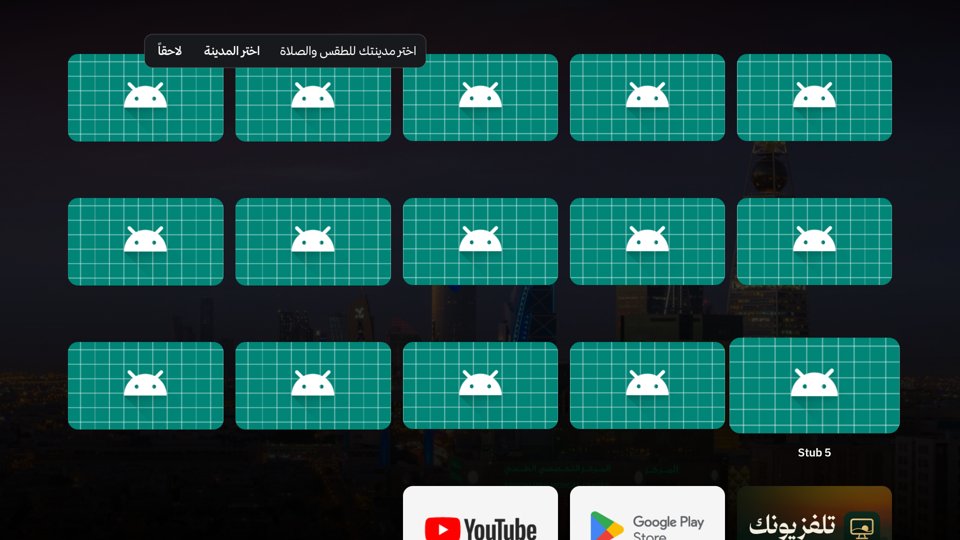 اختر مدينتك للطقس والصلاة اختر المدينة لاحقاً
Stub 5
تلفزيونك
Google Play
Store
YouTube